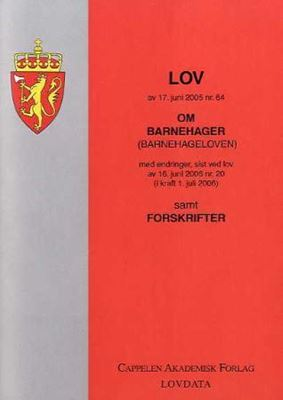 LOV
av 17. juni 2005 nr. 64
OM
BARNEHAGER
(BARNEHAGELOVEN)
med endringer, sist ved lov
av 16. juni 2006 nr. 20
(i kraft 1. juli 2006)
samt
FORSKRIFTER
CAPPELEN AKADEMISK FORLAG
LOVDATA